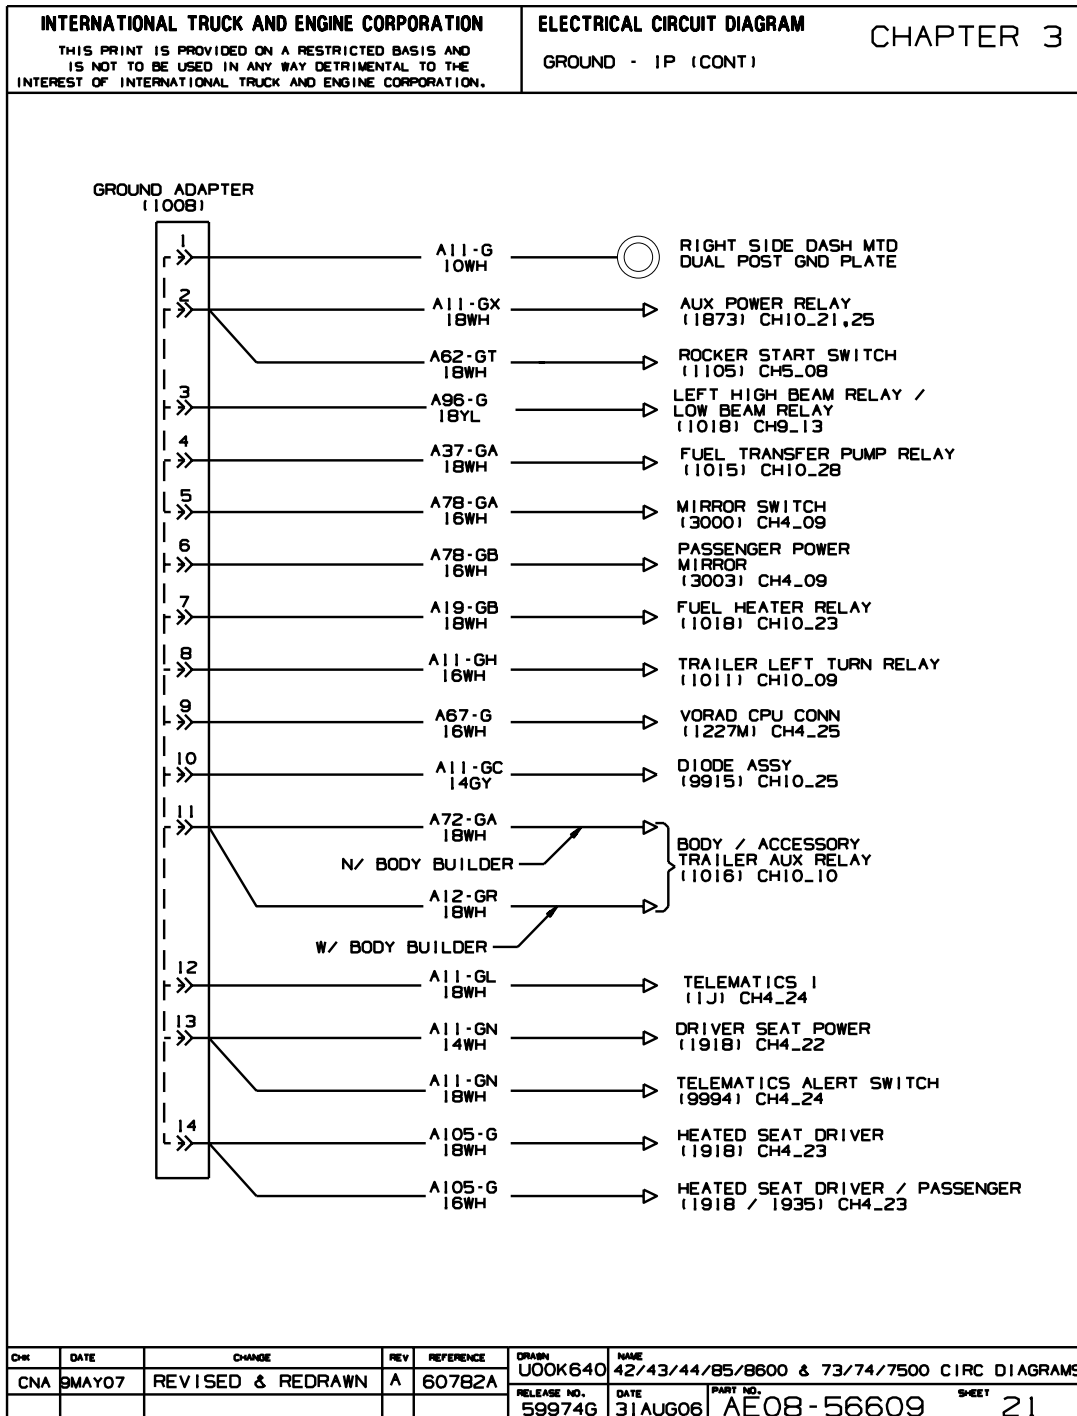 INTERNATIONAL TRUCK AND ENGINE CORPORATION
THIS PRINT IS PROVIDED ON A RESTRICTED BASIS AND
IS NOT TO BE USED IN ANY WAY DETRIMENTAL TO THE
INTEREST OF INTERNATIONAL TRUCK AND ENGINE CORPORATION.
ELECTRICAL CIRCUIT DIAGRAM
GROUND - IP (CONT)
CHAPTER 3
GROUND ADAPTER
(1008)
1
A11-G
10WH
RIGHT SIDE DASH MTD
DUAL POST GND PLATE
2
A11-GX
18WH
AUX POWER RELAY
(1873) CH10_21,25
A62-GT
18WH
ROCKER START SWITCH
(1105) CH5_08
3
A96-G
18YL
LEFT HIGH BEAM RELAY /
LOW BEAM RELAY
(1018) CH9_13
4
A37-GA
18WH
FUEL TRANSFER PUMP RELAY
(1015) CH10_28
5
A78-GA
16WH
MIRROR SWITCH
(3000) CH4_09
6
A78-GB
16WH
PASSENGER POWER
MIRROR
(3003) CH4_09
7
A19-GB
18WH
FUEL HEATER RELAY
(1018) CH10_23
8
A11-GH
16WH
TRAILER LEFT TURN RELAY
(1011) CH10_09
9
A67-G
16WH
VORAD CPU CONN
(1227M) CH4_25
10
A11-GC
14GY
DIODE ASSY
(9915) CH10_25
11
A72-GA
18WH
N/ BODY BUILDER
BODY / ACCESSORY
TRAILER AUX RELAY
(1016) CH10_10
A12-GR
18WH
W/ BODY BUILDER
12
A11-GL
18WH
TELEMATICS 1
(1J) CH4_24
13
A11-GN
14WH
DRIVER SEAT POWER
(1918) CH4_22
A11-GN
18WH
TELEMATICS ALERT SWITCH
(9994) CH4_24
14
A105-G
18WH
HEATED SEAT DRIVER
(1918) CH4_23
A105-G
16WH
HEATED SEAT DRIVER / PASSENGER
(1918 / 1935) CH4_23
CHK DATE CHANGE REV REFERENCE
CNA 9MAY07 REVISED & REDRAWN A 60782A
DRAWN
U00K640
NAME
42/43/44/85/8600 & 73/74/7500 CIRC DIAGRAMS
RELEASE NO.
59974G
DATE
31AUG06
PART NO.
AE08-56609
SHEET
21